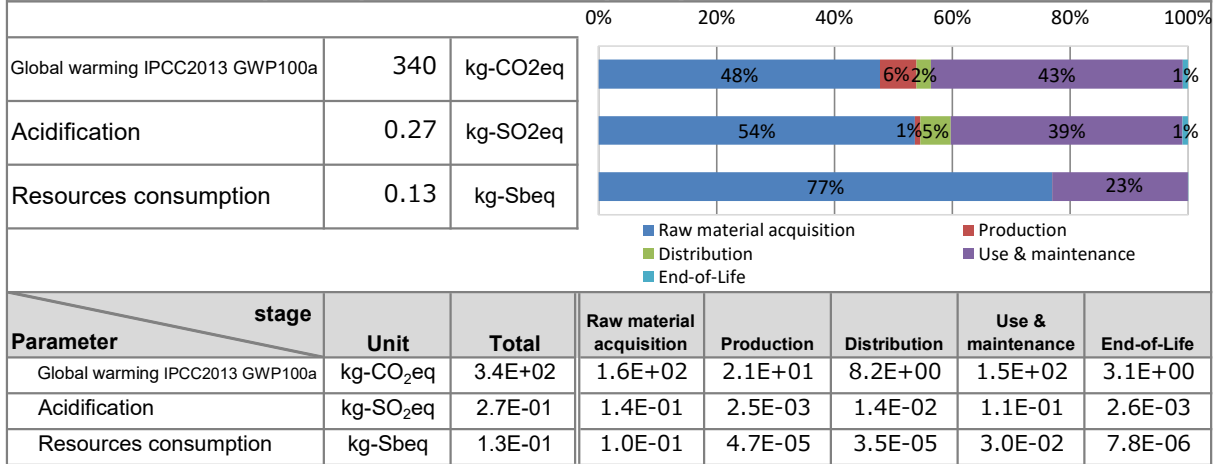 0% 20% 40% 60% 80% 100%
Global warming IPCC2013 GWP100a 340 kg-CO2eq 48% 6% 2% 43% 1%
Acidification 0.27 kg-SO2eq 54% 1% 5% 39% 1%
Resources consumption 0.13 kg-Sbeq 77% 23%
Raw material acquisition Production
Distribution Use & maintenance
End-of-Life
stage
Parameter Unit Total Raw material acquisition Production Distribution Use & maintenance End-of-Life
Global warming IPCC2013 GWP100a kg-CO₂eq 3.4E+02 1.6E+02 2.1E+01 8.2E+00 1.5E+02 3.1E+00
Acidification kg-SO₂eq 2.7E-01 1.4E-01 2.5E-03 1.4E-02 1.1E-01 2.6E-03
Resources consumption kg-Sbeq 1.3E-01 1.0E-01 4.7E-05 3.5E-05 3.0E-02 7.8E-06